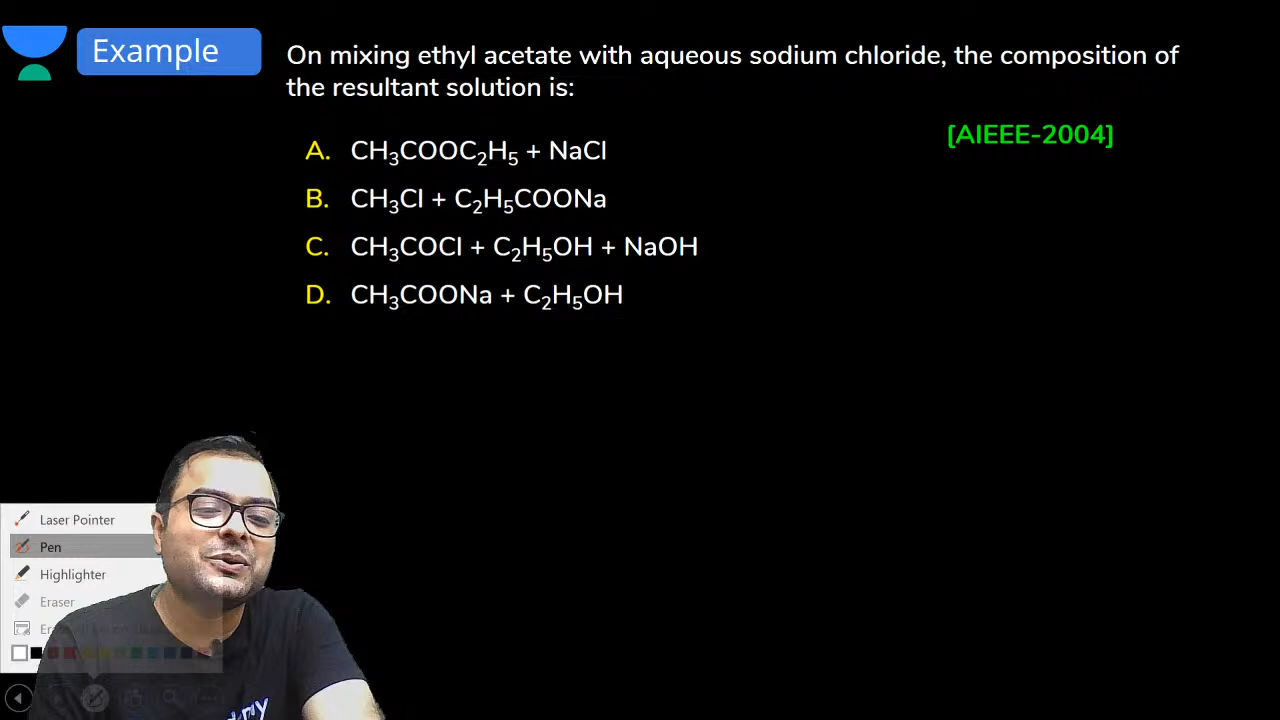 Example
On mixing ethyl acetate with aqueous sodium chloride, the composition of
the resultant solution is:
[AIEEE-2004]
A. CH₃COOC₂H₅ + NaCl
B. CH₃Cl + C₂H₅COONa
C. CH₃COCl + C₂H₅OH + NaOH
D. CH₃COONa + C₂H₅OH
Laser Pointer
Pen
Highlighter
Eraser